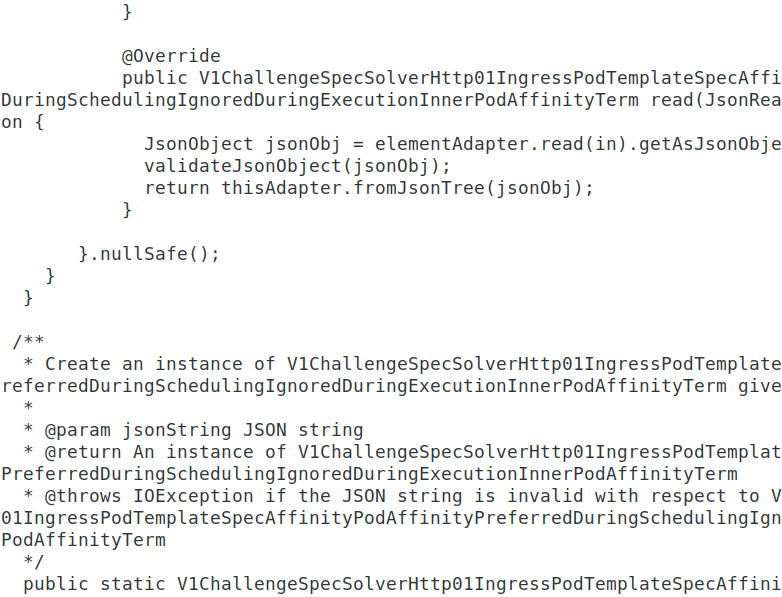 }
@Override
public V1ChallengeSpecSolverHttp01IngressPodTemplateSpecAffi
DuringSchedulingIgnoredDuringExecutionInnerPodAffinityTerm read(JsonRea
on {
JsonObject jsonObj = elementAdapter.read(in).getAsJsonObje
validateJsonObject(jsonObj);
return thisAdapter.fromJsonTree(jsonObj);
}
}.nullSafe();
}
}
/**
* Create an instance of V1ChallengeSpecSolverHttp01IngressPodTemplate
referredDuringSchedulingIgnoredDuringExecutionInnerPodAffinityTerm give
*
* @param jsonString JSON string
* @return An instance of V1ChallengeSpecSolverHttp01IngressPodTemplat
PreferredDuringSchedulingIgnoredDuringExecutionInnerPodAffinityTerm
* @throws IOException if the JSON string is invalid with respect to V
01IngressPodTemplateSpecAffinityPodAffinityPreferredDuringSchedulingIgn
PodAffinityTerm
*/
public static V1ChallengeSpecSolverHttp01IngressPodTemplateSpecAffini